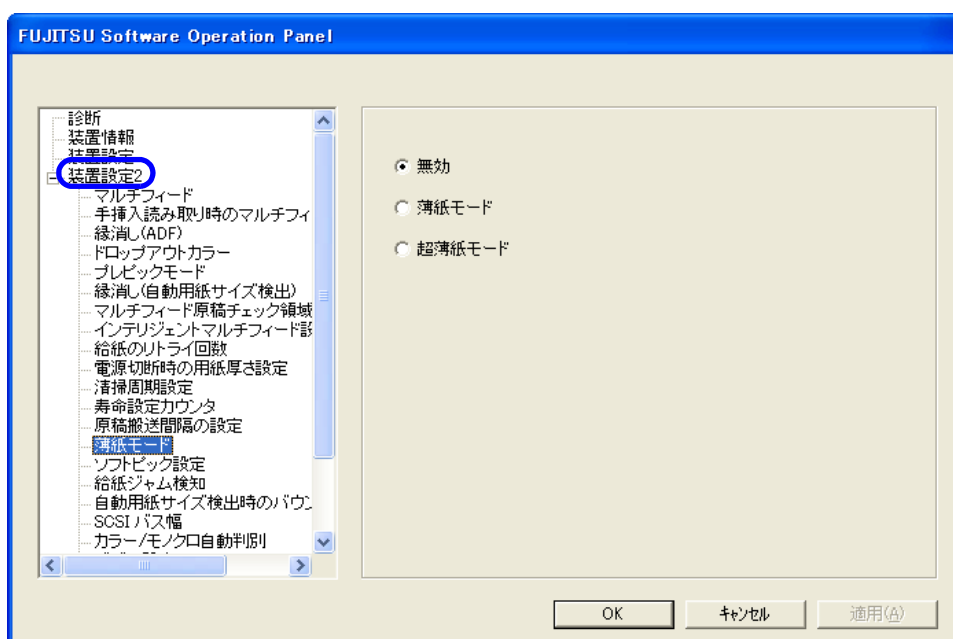 FUJITSU Software Operation Panel
診断
装置情報
装置設定
装置設定2
マルチフィード
手挿入読み取り時のマルチフィ
縁消し(ADF)
ドロップアウトカラー
プレピックモード
縁消し(自動用紙サイズ検出)
マルチフィード原稿チェック領域
インテリジェントマルチフィード設
給紙のリトライ回数
電源切断時の用紙厚さ設定
清掃周期設定
寿命設定カウンタ
原稿搬送間隔の設定
薄紙モード
ソフトピック設定
給紙ジャム検知
自動用紙サイズ検出時のバウン
SCSI バス幅
カラー/モノクロ自動判別
無効
薄紙モード
超薄紙モード
OK
キャンセル
適用(A)